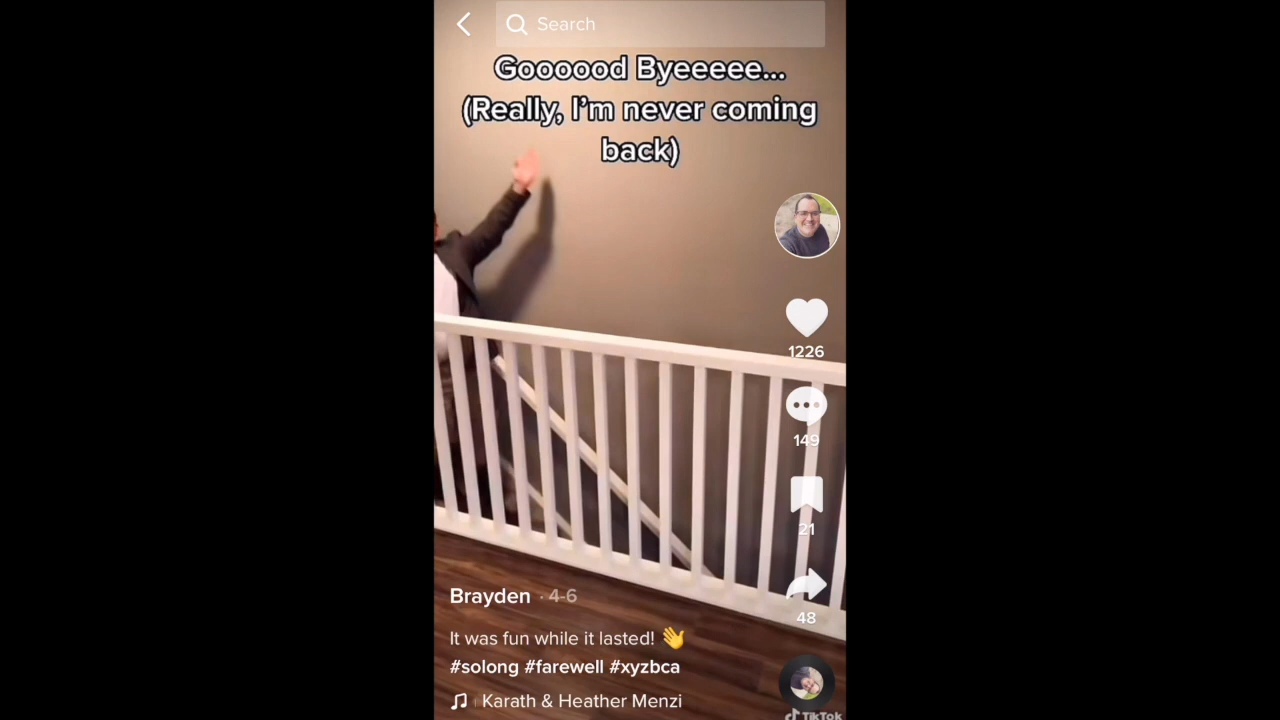 Search
Goooood Byeeeee...
(Really, I'm never coming
back)
1226
149
21
48
Brayden · 4-6
It was fun while it lasted! 👋
#solong #farewell #xyzbca
Karath & Heather Menzi
TikTok